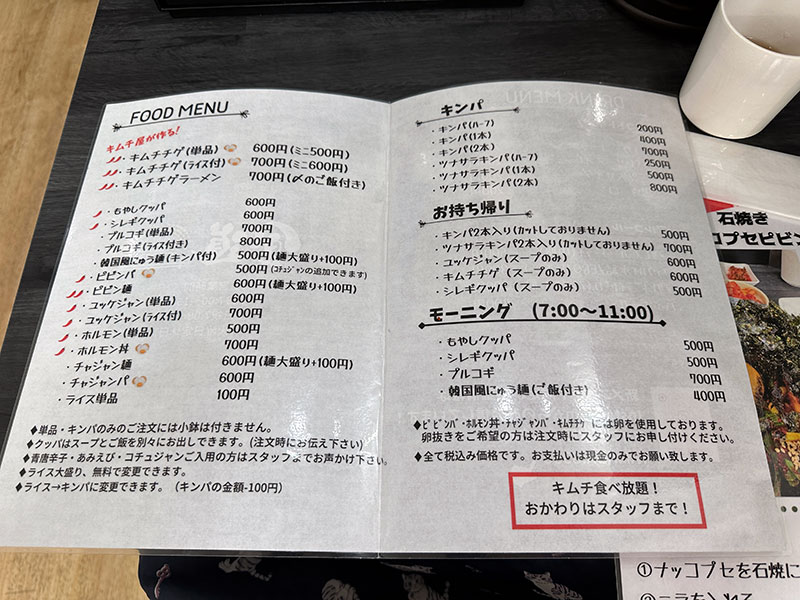 FOOD MENU
キムチ屋が作る!
・キムチチゲ(単品) 600円(ミニ500円)
・キムチチゲ(ライス付) 700円(ミニ600円)
・キムチチゲラーメン 700円(〆のご飯付き)
・もやしクッパ 600円
・シレギクッパ 600円
・プルコギ(単品) 700円
・プルコギ(ライス付き) 800円
・韓国風にゅう麺(キンパ付) 500円(麺大盛り+100円)
・ビビンバ 500円(コチュジャンの追加できます)
・ビビン麺 600円(麺大盛り+100円)
・ユッケジャン(単品) 600円
・ユッケジャン(ライス付) 700円
・ホルモン(単品) 500円
・ホルモン丼 700円
・チャジャン麺 600円(麺大盛り+100円)
・チャジャンバ 600円
・ライス単品 100円
◆単品・キンパのみのご注文には小鉢は付きません。
◆クッパはスープとご飯を別々にお出しできます。(注文時にお伝え下さい)
◆青唐辛子・あみえび・コチュジャンご入用の方はスタッフまでお声かけ下さい。
◆ライス大盛り、無料で変更できます。
◆ライス→キンパに変更できます。(キンパの金額-100円)
キンパ
・キンパ(ハーフ) 200円
・キンパ(1本) 400円
・キンパ(2本) 700円
・ツナサラキンパ(ハーフ) 250円
・ツナサラキンパ(1本) 500円
・ツナサラキンパ(2本) 800円
お持ち帰り
・キンパ2本入り(カットしておりません) 500円
・ツナサラキンパ2本入り(カットしておりません) 700円
・ユッケジャン(スープのみ) 600円
・キムチチゲ(スープのみ) 600円
・シレギクッパ(スープのみ) 500円
モーニング (7:00~11:00)
・もやしクッパ 500円
・シレギクッパ 500円
・プルコギ 700円
・韓国風にゅう麺(ご飯付き) 400円
◆ビビンバ・ホルモン丼・チャジャンバ・キムチチゲには卵を使用しております。
卵抜きをご希望の方は注文時にスタッフにお申し付けください。
◆全て税込み価格です。お支払いは現金のみでお願い致します。
キムチ食べ放題!
おかわりはスタッフまで!
石焼き
コプセビビン
①ナッコプセを石焼に